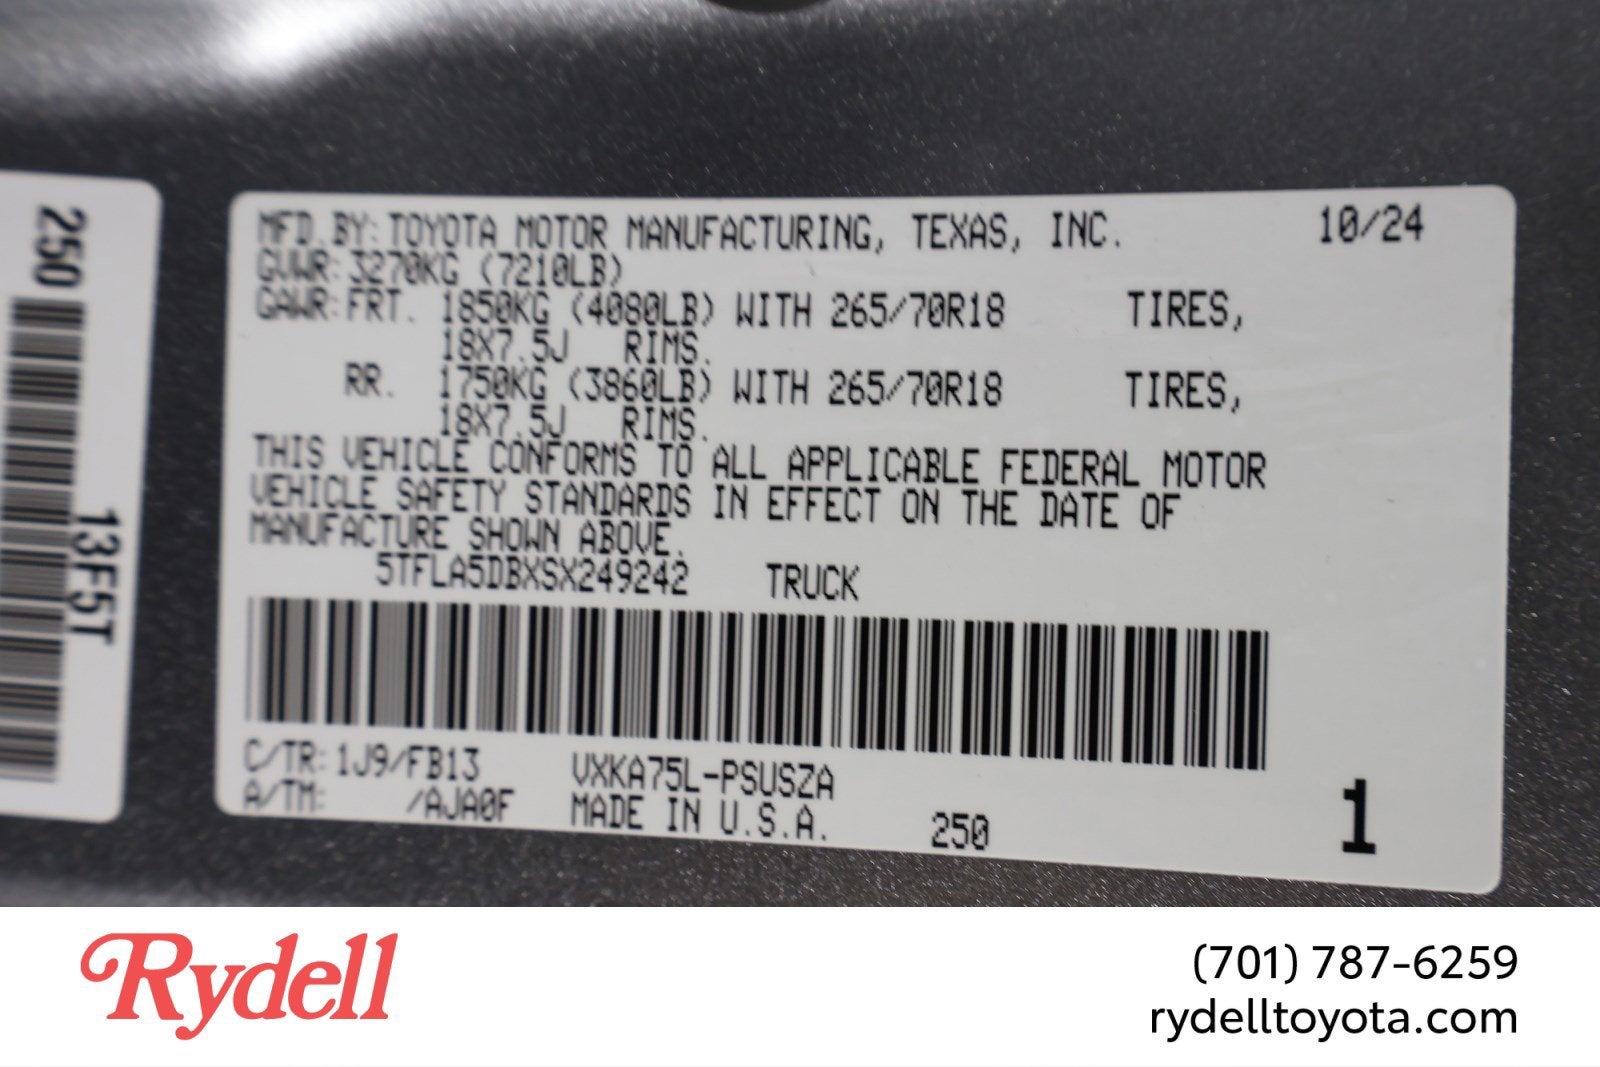 250
13F5T
MFD.BY: TOYOTA MOTOR MANUFACTURING, TEXAS, INC. 10/24
GVWR: 3270KG (7210LB)
GAWR: FRT. 1850KG (4080LB) WITH 265/70R18 TIRES,
18X7.5J RIMS.
RR. 1750KG (3860LB) WITH 265/70R18 TIRES,
18X7.5J RIMS.
THIS VEHICLE CONFORMS TO ALL APPLICABLE FEDERAL MOTOR
VEHICLE SAFETY STANDARDS IN EFFECT ON THE DATE OF
MANUFACTURE SHOWN ABOVE.
5TFLA5DBXSX249242 TRUCK
C/TR: 1J9/FB13 VXKA75L-PSUSZA
A/TM: /AJA0F MADE IN U.S.A. 250 1
Rydell
(701) 787-6259
rydelltoyota.com